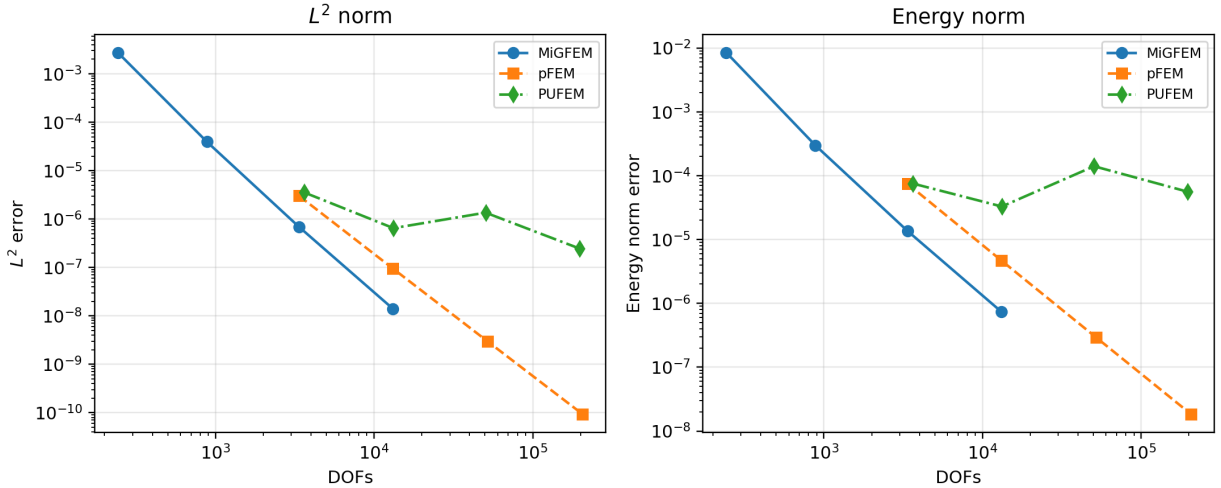 L² norm
MiGFEM
pFEM
PUFEM
L² error
10⁻³
10⁻⁴
10⁻⁵
10⁻⁶
10⁻⁷
10⁻⁸
10⁻⁹
10⁻¹⁰
10³
10⁴
10⁵
DOFs
Energy norm
MiGFEM
pFEM
PUFEM
Energy norm error
10⁻²
10⁻³
10⁻⁴
10⁻⁵
10⁻⁶
10⁻⁷
10⁻⁸
10³
10⁴
10⁵
DOFs